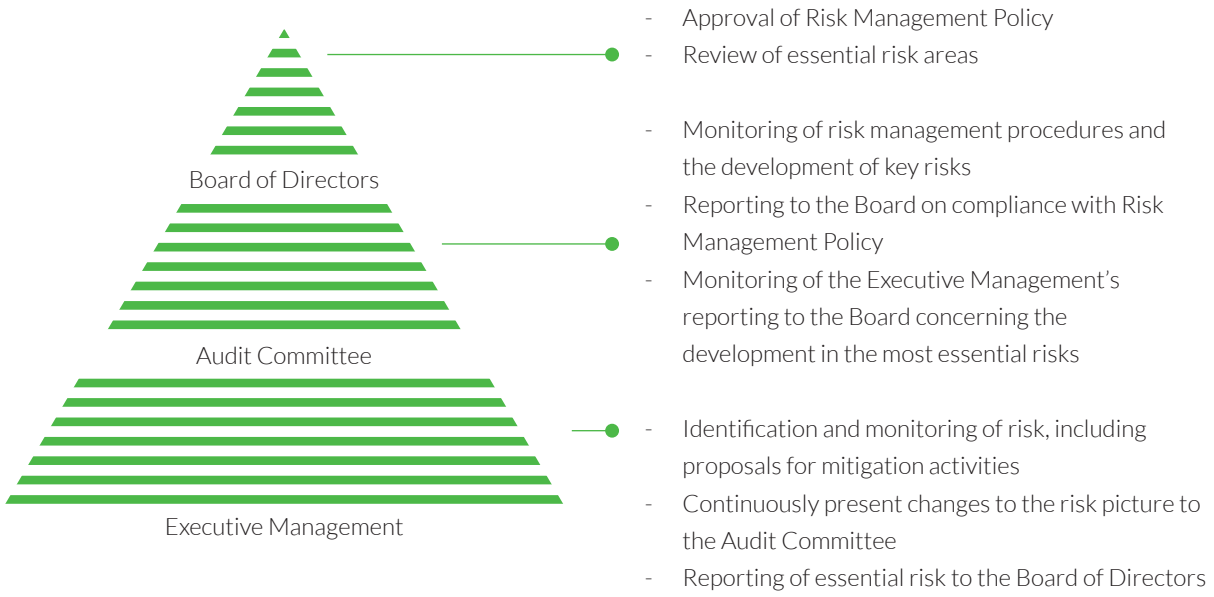 - Approval of Risk Management Policy
- Review of essential risk areas
Board of Directors
- Monitoring of risk management procedures and
the development of key risks
- Reporting to the Board on compliance with Risk
Management Policy
- Monitoring of the Executive Management’s
reporting to the Board concerning the
development in the most essential risks
Audit Committee
- Identification and monitoring of risk, including
proposals for mitigation activities
- Continuously present changes to the risk picture to
the Audit Committee
- Reporting of essential risk to the Board of Directors
Executive Management